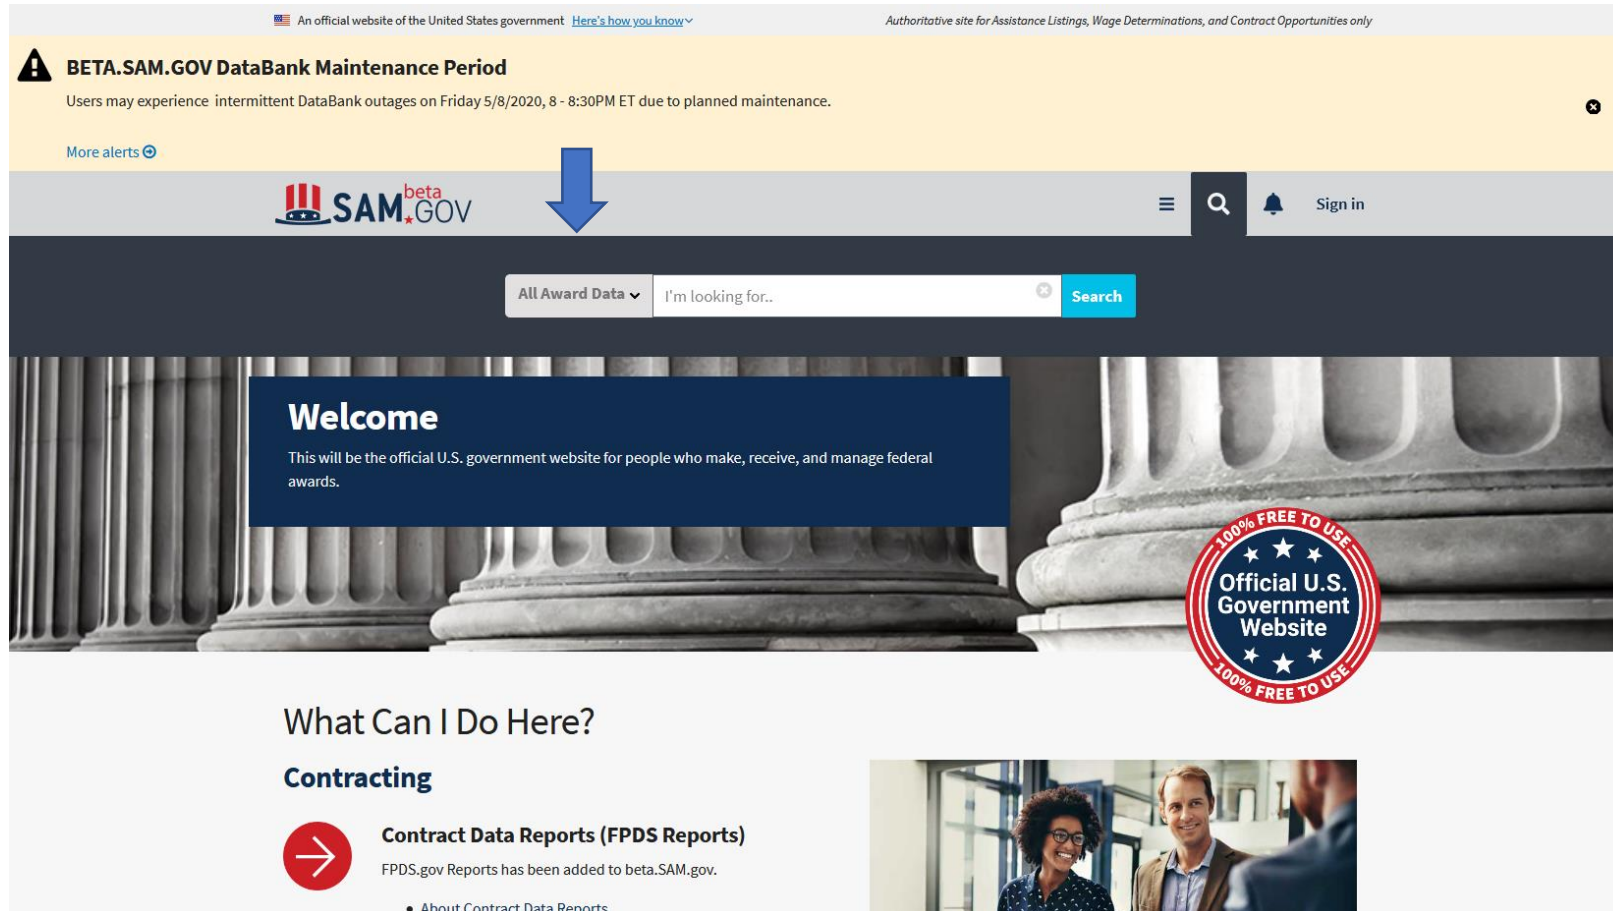 An official website of the United States government Here's how you know
Authoritative site for Assistance Listings, Wage Determinations, and Contract Opportunities only
BETA.SAM.GOV DataBank Maintenance Period
Users may experience intermittent DataBank outages on Friday 5/8/2020, 8 - 8:30PM ET due to planned maintenance.
More alerts
SAM.GOV beta
Sign in
All Award Data
I'm looking for..
Search
Welcome
This will be the official U.S. government website for people who make, receive, and manage federal
awards.
100% FREE TO USE
Official U.S.
Government
Website
100% FREE TO USE
What Can I Do Here?
Contracting
Contract Data Reports (FPDS Reports)
FPDS.gov Reports has been added to beta.SAM.gov.
• About Contract Data Reports